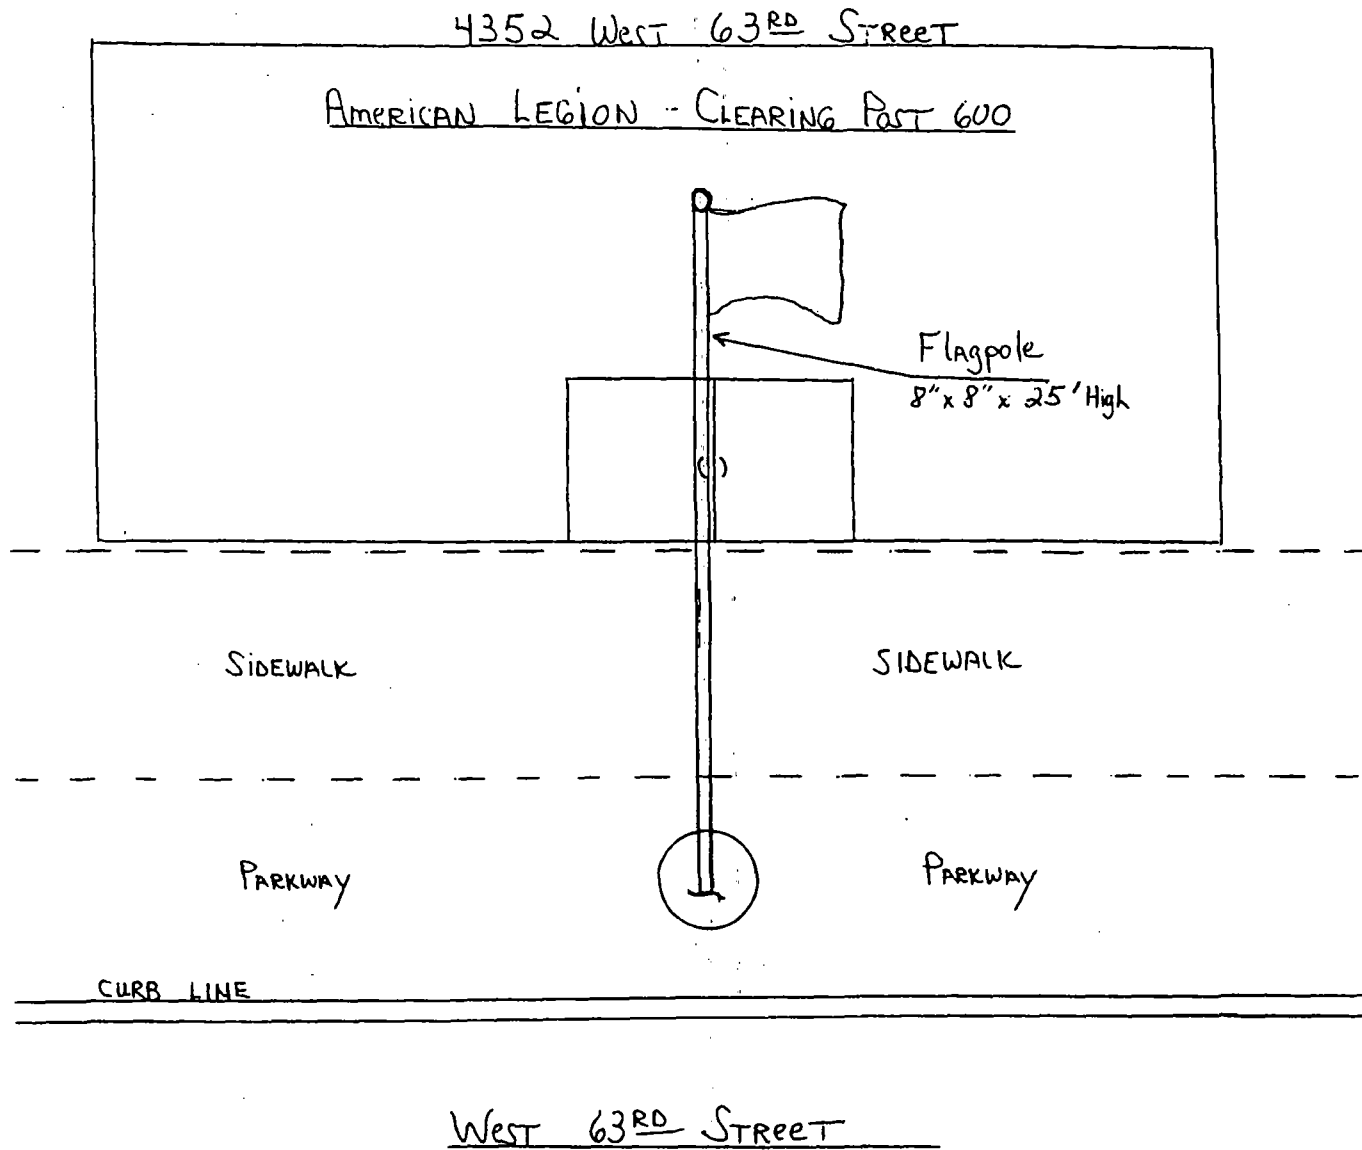 4352 West 63RD Street
American Legion - Clearing Post 600
Flagpole
8" x 8" x 25' High
Sidewalk
Sidewalk
Parkway
Parkway
Curb Line
West 63RD Street